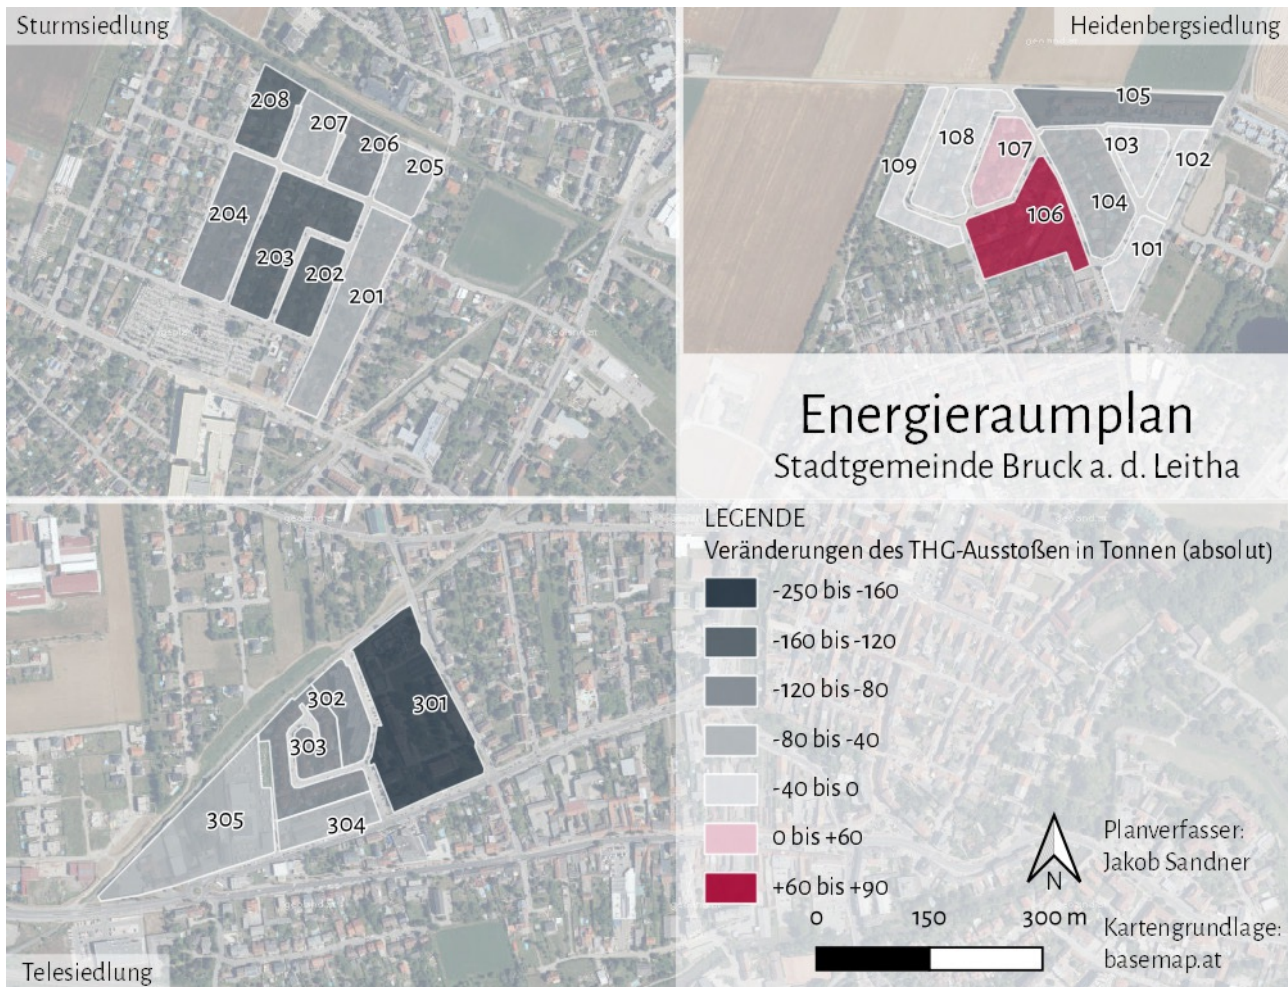 Sturmsiedlung
208
207
206
205
204
203
202
201
Heidenbergsiedlung
105
108
107
103
102
109
106
104
101
Energieraumplan
Stadtgemeinde Bruck a. d. Leitha
LEGENDE
Veränderungen des THG-Ausstoßen in Tonnen (absolut)
-250 bis -160
-160 bis -120
-120 bis -80
-80 bis -40
-40 bis 0
0 bis +60
+60 bis +90
N
0 150 300 m
Planverfasser:
Jakob Sandner
Kartengrundlage:
basemap.at
302
301
303
305
304
Telesiedlung